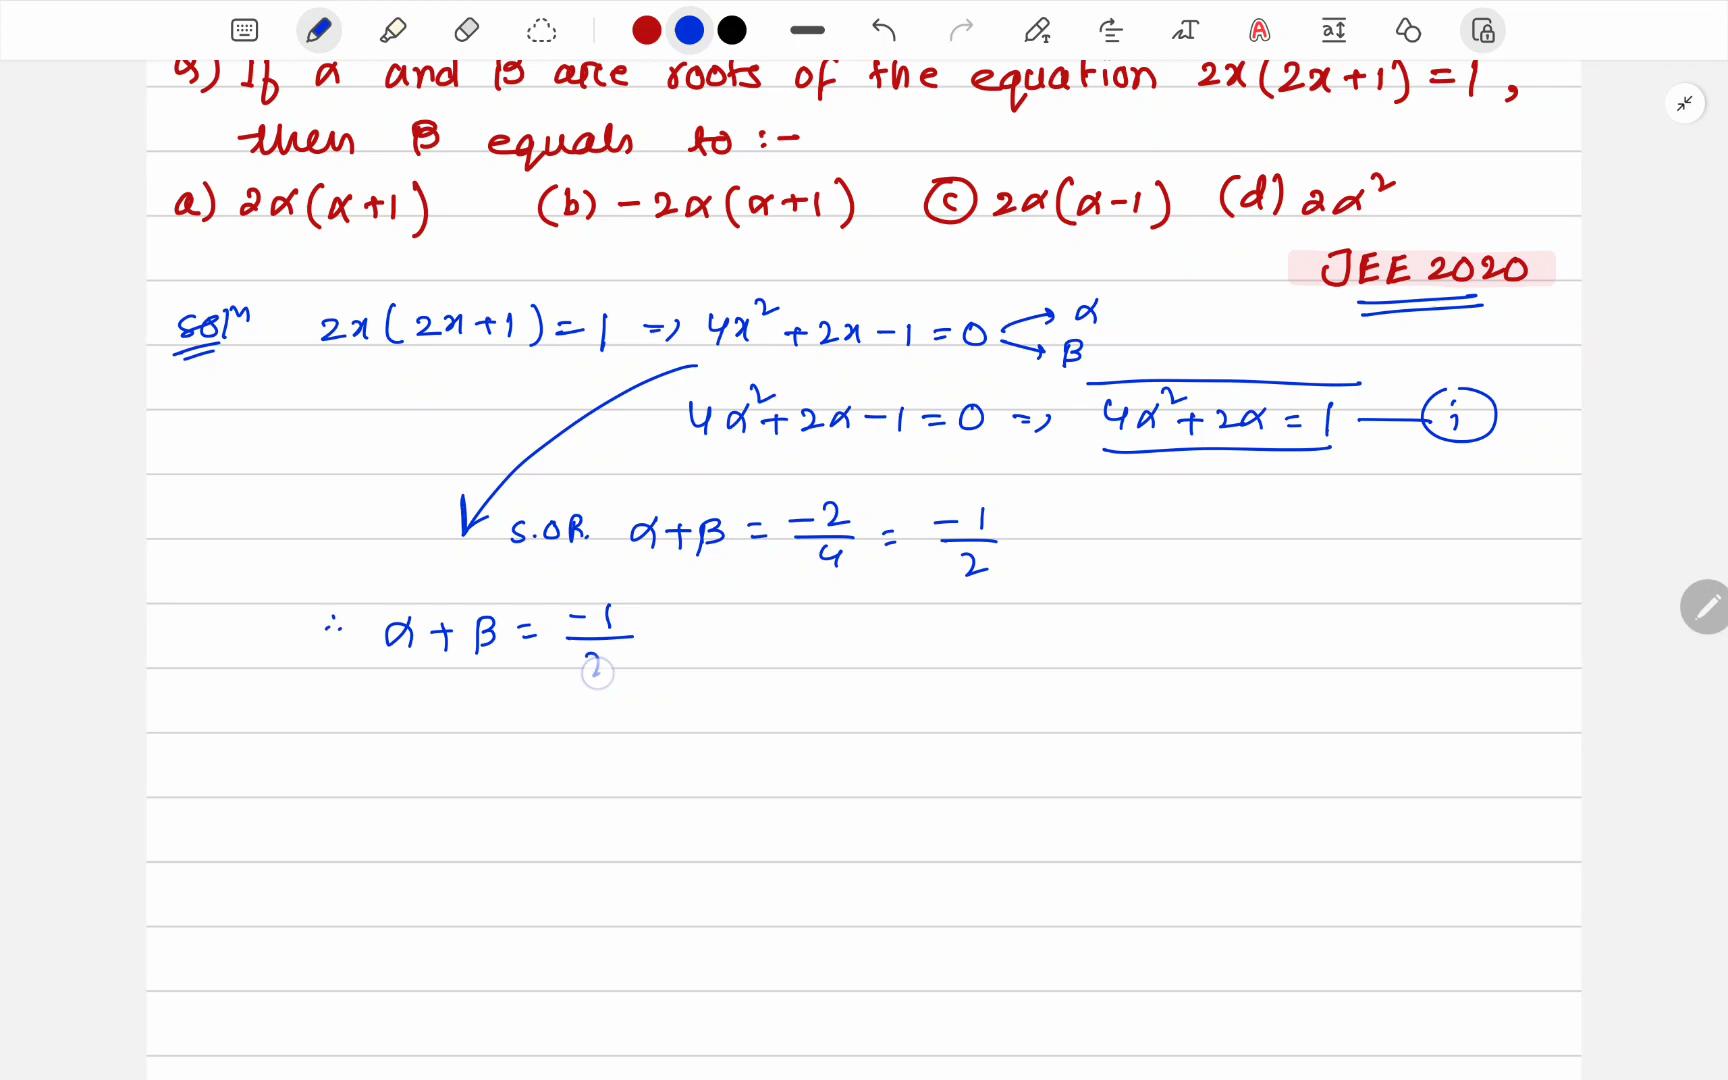 Q) If α and β are roots of the equation 2x(2x+1) = 1,
then β equals to :-
a) 2α(α+1) (b) -2α(α+1) (c) 2α(α-1) (d) 2α²
JEE 2020
Solⁿ 2x(2x+1) = 1 => 4x² + 2x - 1 = 0 → α
→ β
4α² + 2α - 1 = 0 => 4α² + 2α = 1 — (i)
S.O.R. α+β = -2/4 = -1/2
∴ α + β = -1/2